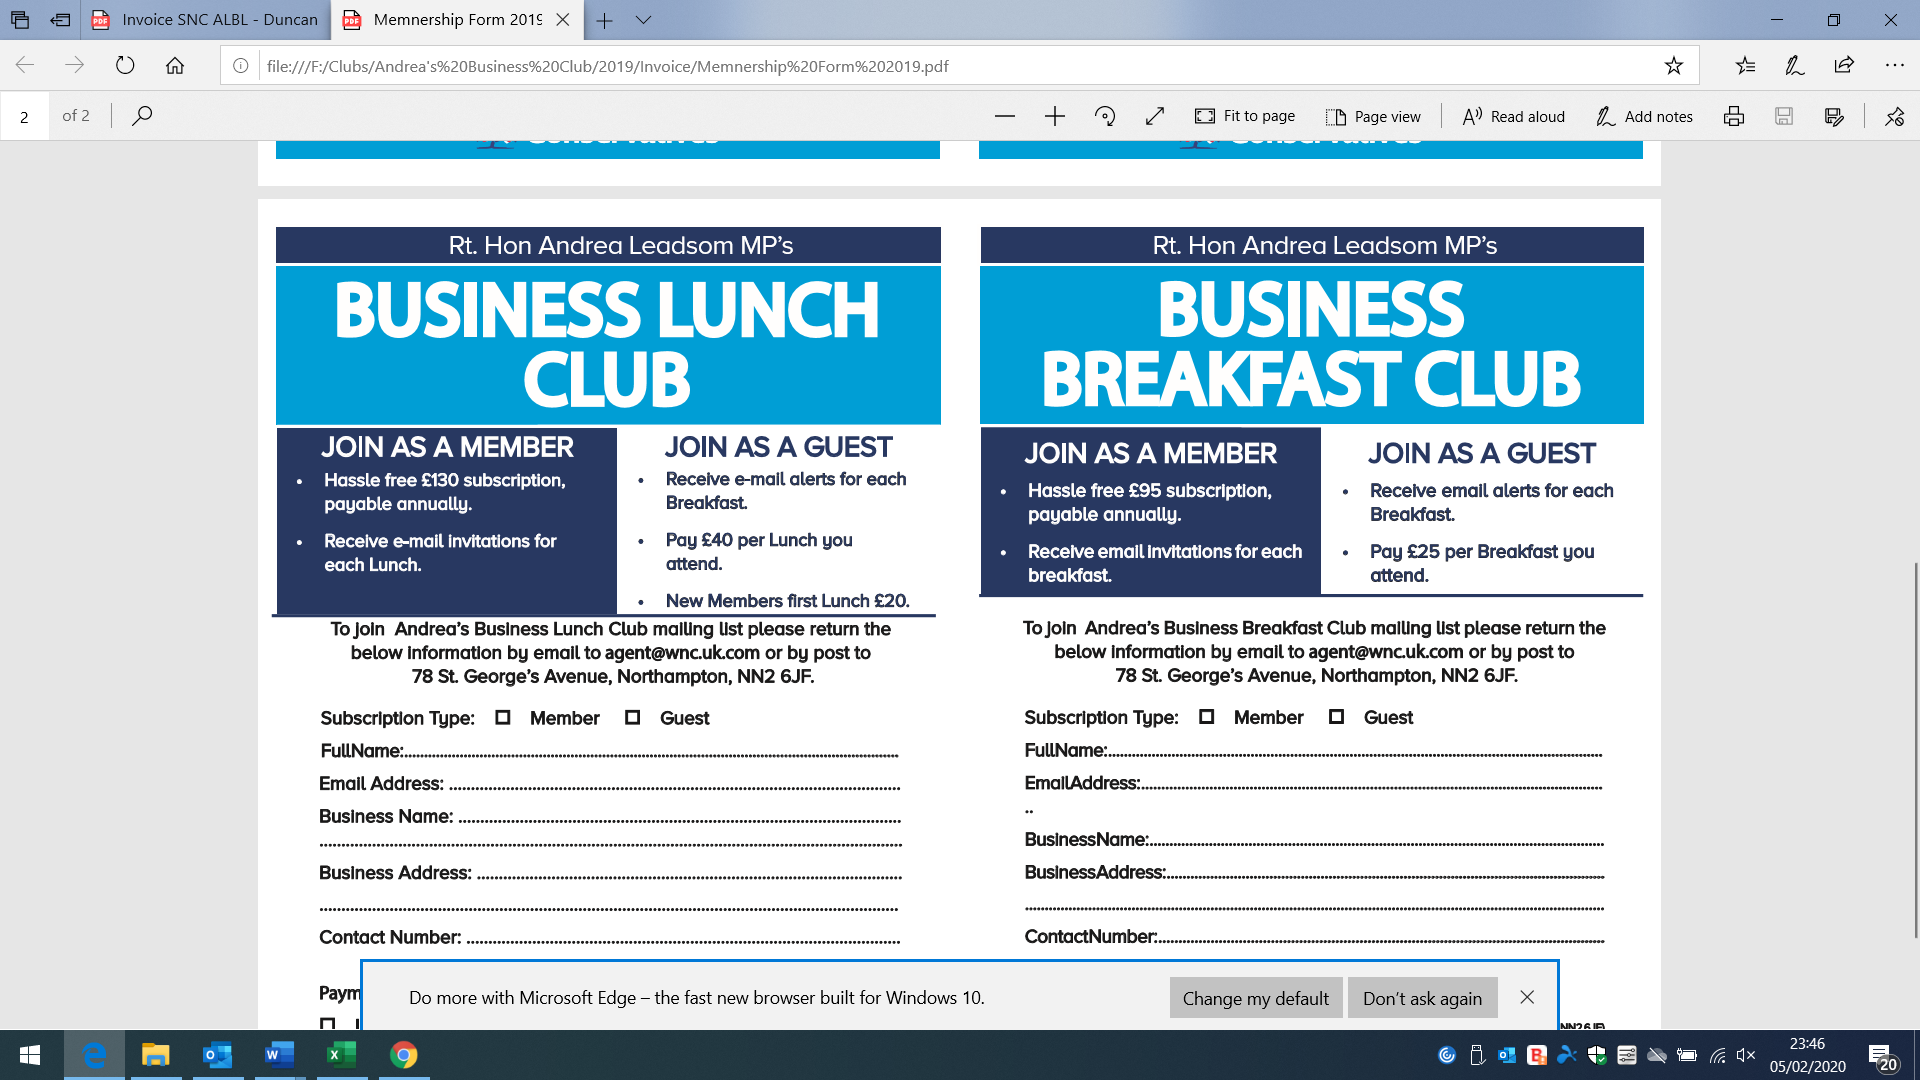 Invoice SNC ALBL - Duncan
Memnership Form 2019
file:///F:/Clubs/Andrea's%20Business%20Club/2019/Invoice/Memnership%20Form%202019.pdf
2 of 2
Fit to page
Page view
Read aloud
Add notes
Conservatives
Conservatives
Rt. Hon Andrea Leadsom MP's
BUSINESS LUNCH
CLUB
JOIN AS A MEMBER
• Hassle free £130 subscription,
payable annually.
• Receive e-mail invitations for
each Lunch.
JOIN AS A GUEST
• Receive e-mail alerts for each
Breakfast.
• Pay £40 per Lunch you
attend.
• New Members first Lunch £20.
To join Andrea's Business Lunch Club mailing list please return the
below information by email to agent@wnc.uk.com or by post to
78 St. George's Avenue, Northampton, NN2 6JF.
Subscription Type: Member Guest
FullName:
Email Address:
Business Name:
Business Address:
Contact Number:
Paym
Rt. Hon Andrea Leadsom MP's
BUSINESS
BREAKFAST CLUB
JOIN AS A MEMBER
• Hassle free £95 subscription,
payable annually.
• Receive email invitations for each
breakfast.
JOIN AS A GUEST
• Receive email alerts for each
Breakfast.
• Pay £25 per Breakfast you
attend.
To join Andrea's Business Breakfast Club mailing list please return the
below information by email to agent@wnc.uk.com or by post to
78 St. George's Avenue, Northampton, NN2 6JF.
Subscription Type: Member Guest
FullName:
EmailAddress:
..
BusinessName:
BusinessAddress:
ContactNumber:
NN2 6JF)
Do more with Microsoft Edge – the fast new browser built for Windows 10.
Change my default
Don't ask again
23:46
05/02/2020
20